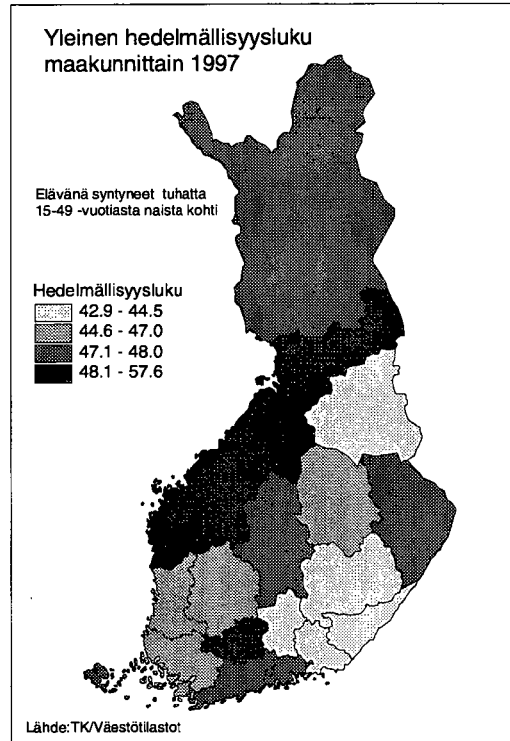 Yleinen hedelmällisyysluku
maakunnittain 1997
Elävänä syntyneet tuhatta
15-49 -vuotiasta naista kohti
Hedelmällisyysluku
42.9 - 44.5
44.6 - 47.0
47.1 - 48.0
48.1 - 57.6
Lähde:TK/Väestötilastot